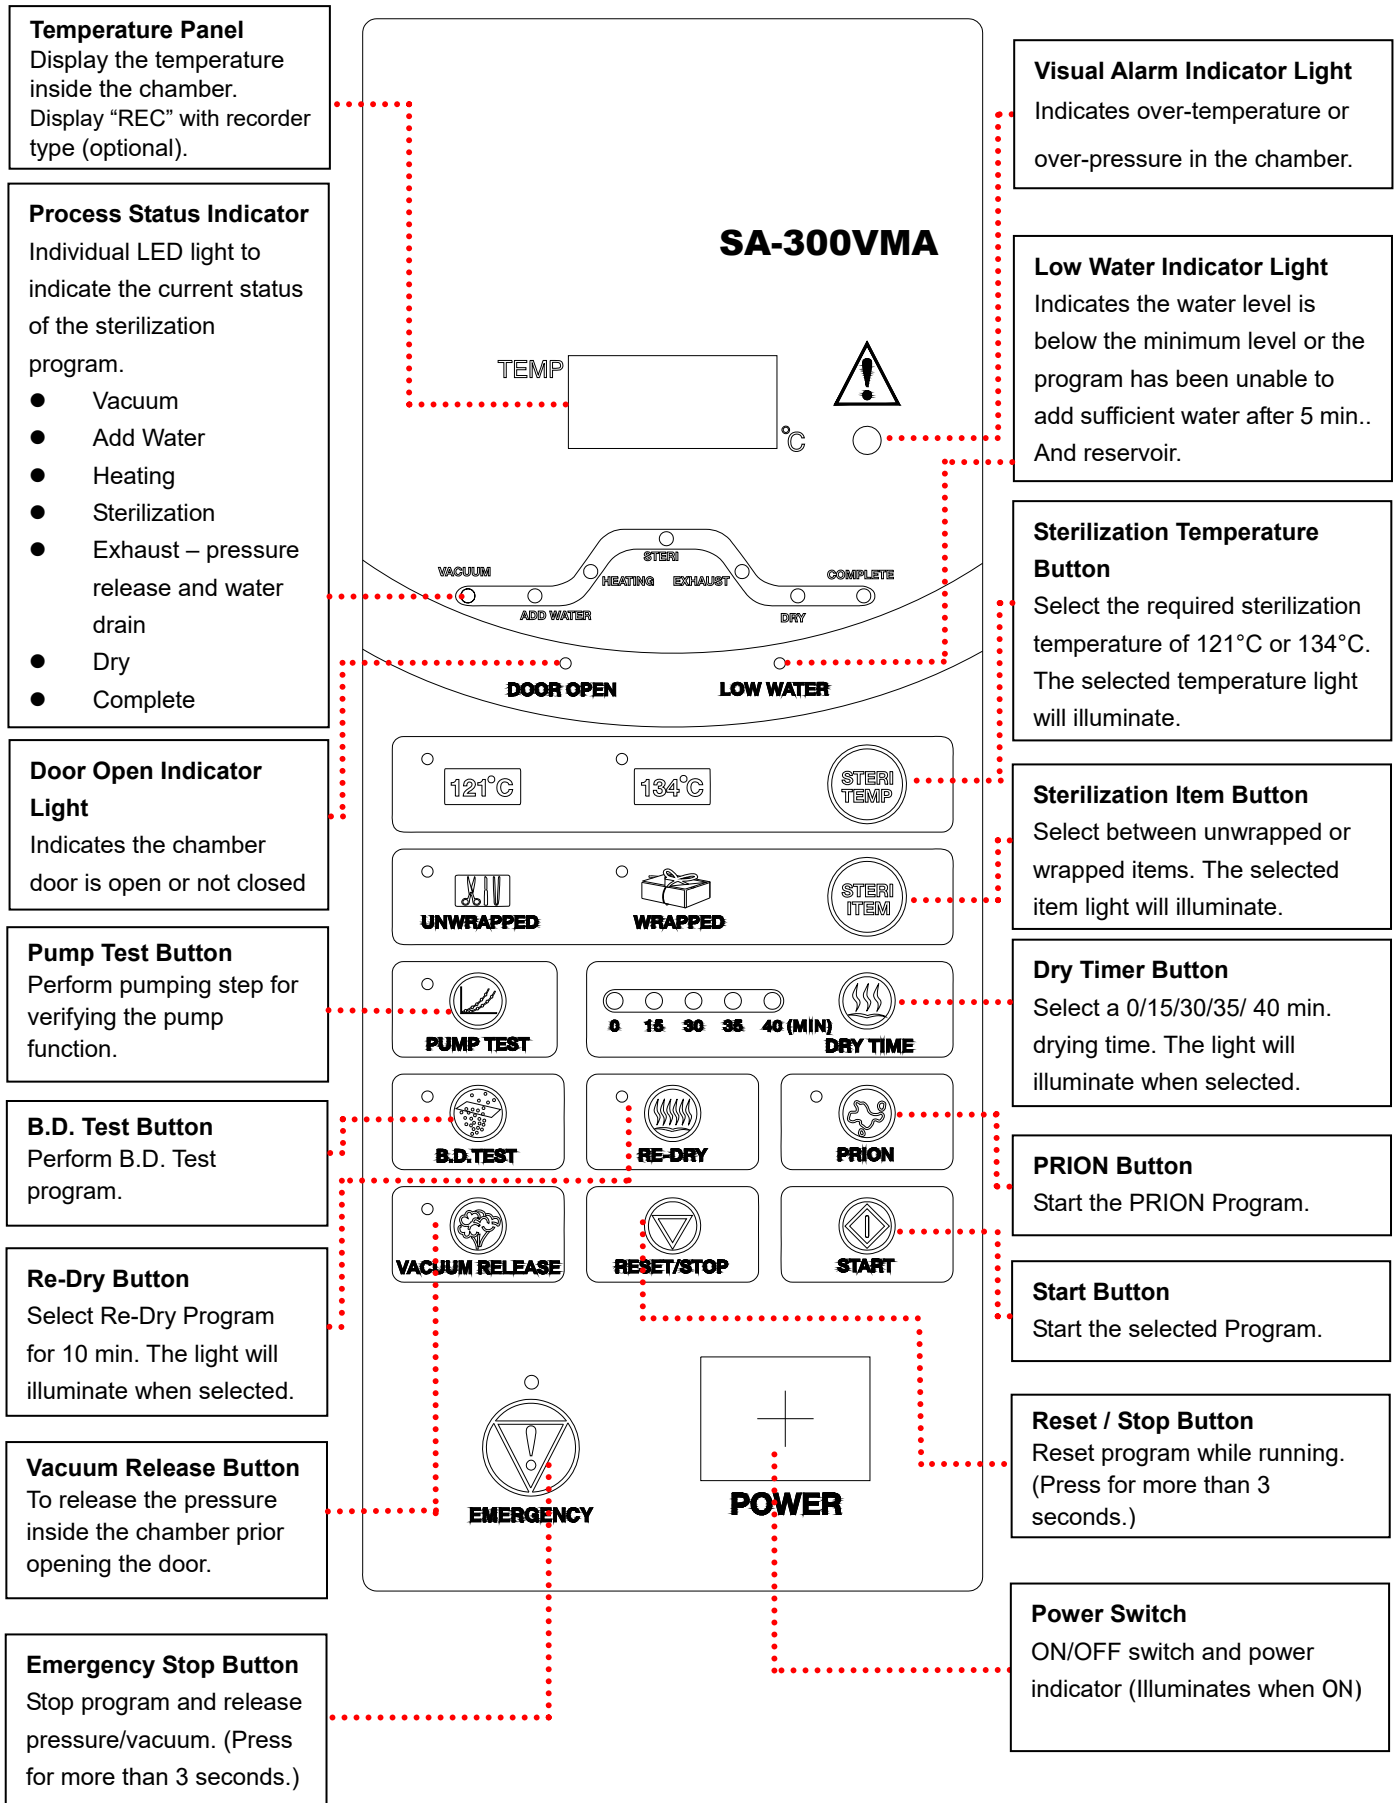 Temperature Panel
Display the temperature
inside the chamber.
Display “REC” with recorder
type (optional).
Process Status Indicator
Individual LED light to
indicate the current status
of the sterilization
program.
● Vacuum
● Add Water
● Heating
● Sterilization
● Exhaust – pressure
release and water
drain
● Dry
● Complete
Door Open Indicator
Light
Indicates the chamber
door is open or not closed
Pump Test Button
Perform pumping step for
verifying the pump
function.
B.D. Test Button
Perform B.D. Test
program.
Re-Dry Button
Select Re-Dry Program
for 10 min. The light will
illuminate when selected.
Vacuum Release Button
To release the pressure
inside the chamber prior
opening the door.
Emergency Stop Button
Stop program and release
pressure/vacuum. (Press
for more than 3 seconds.)
SA-300VMA
TEMP
°C
VACUUM
ADD WATER
HEATING
STERI
EXHAUST
DRY
COMPLETE
DOOR OPEN
LOW WATER
121°C
134°C
STERI
TEMP
UNWRAPPED
WRAPPED
STERI
ITEM
PUMP TEST
0 15 30 35 40 (MIN)
DRY TIME
B.D.TEST
RE-DRY
PRION
VACUUM RELEASE
RESET/STOP
START
EMERGENCY
POWER
Visual Alarm Indicator Light
Indicates over-temperature or
over-pressure in the chamber.
Low Water Indicator Light
Indicates the water level is
below the minimum level or the
program has been unable to
add sufficient water after 5 min..
And reservoir.
Sterilization Temperature
Button
Select the required sterilization
temperature of 121°C or 134°C.
The selected temperature light
will illuminate.
Sterilization Item Button
Select between unwrapped or
wrapped items. The selected
item light will illuminate.
Dry Timer Button
Select a 0/15/30/35/ 40 min.
drying time. The light will
illuminate when selected.
PRION Button
Start the PRION Program.
Start Button
Start the selected Program.
Reset / Stop Button
Reset program while running.
(Press for more than 3
seconds.)
Power Switch
ON/OFF switch and power
indicator (Illuminates when ON)